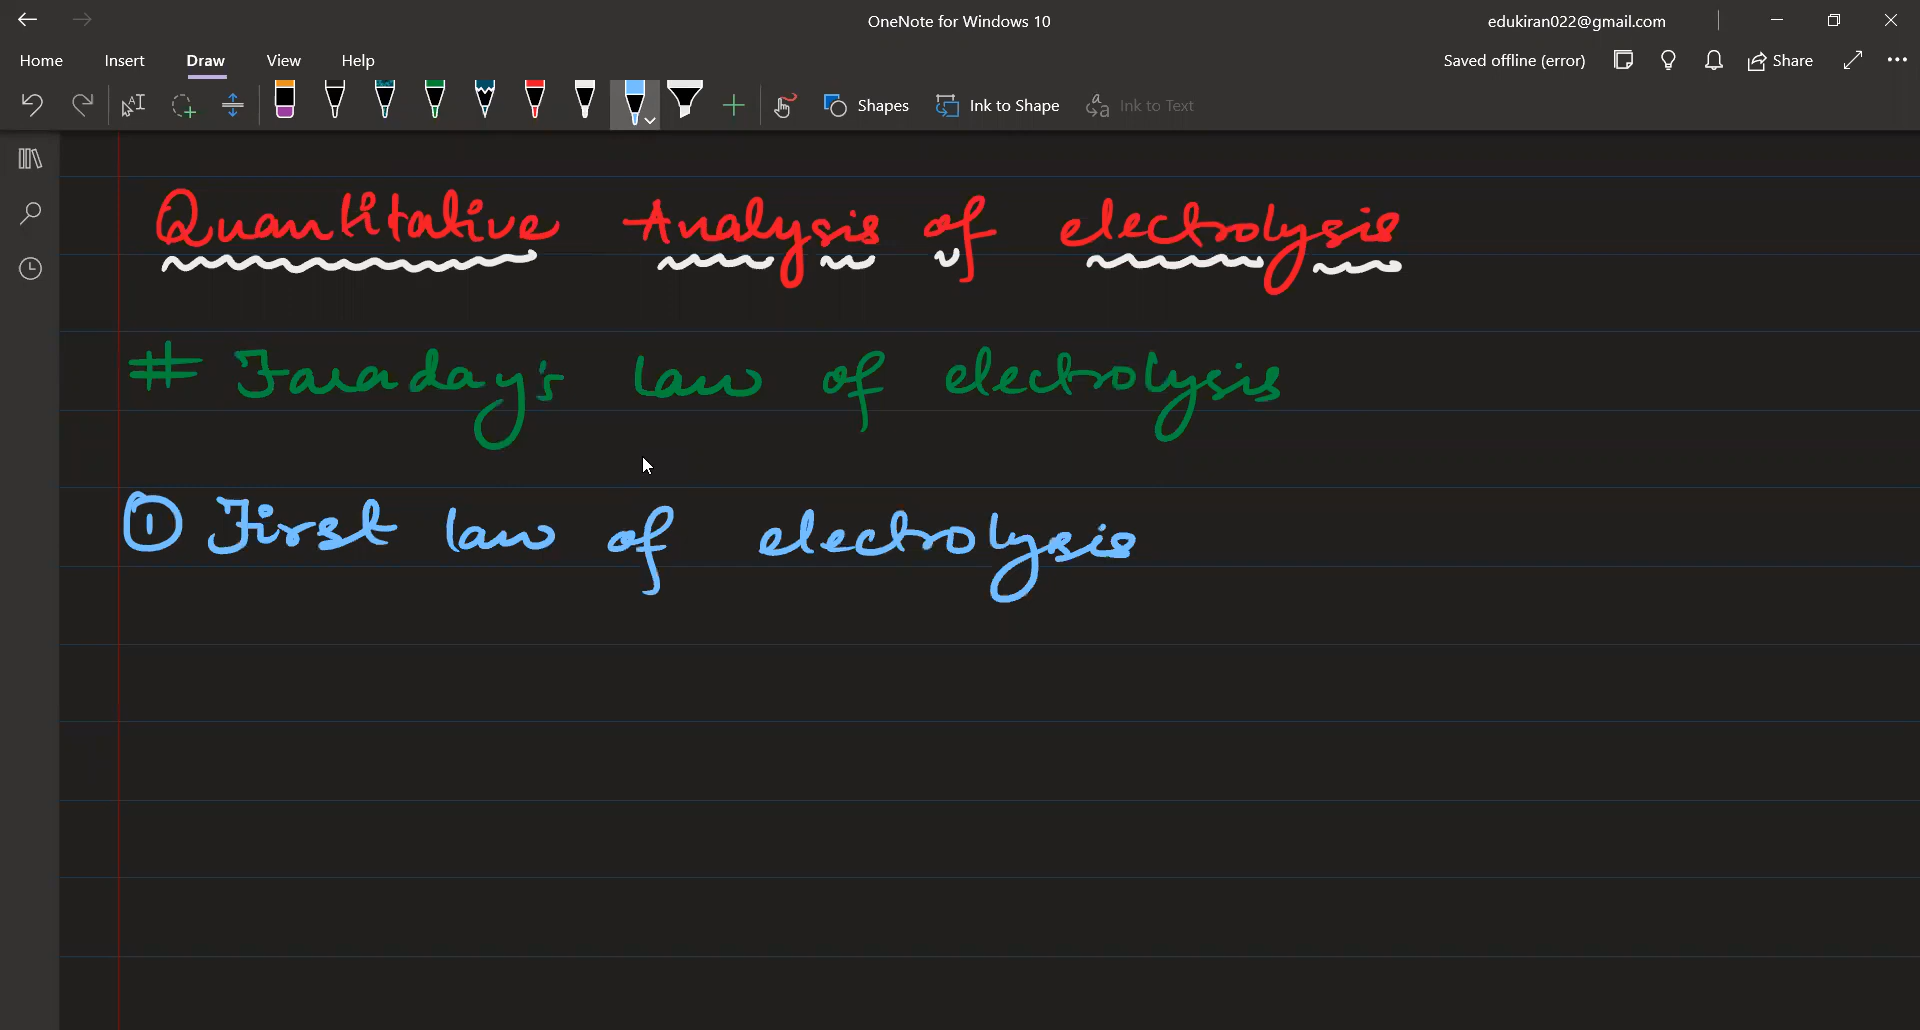 OneNote for Windows 10
edukiran022@gmail.com
Home Insert Draw View Help
Saved offline (error) Share
Shapes Ink to Shape Ink to Text
Quantitative Analysis of electrolysis
# Faraday's law of electrolysis
① First law of electrolysis